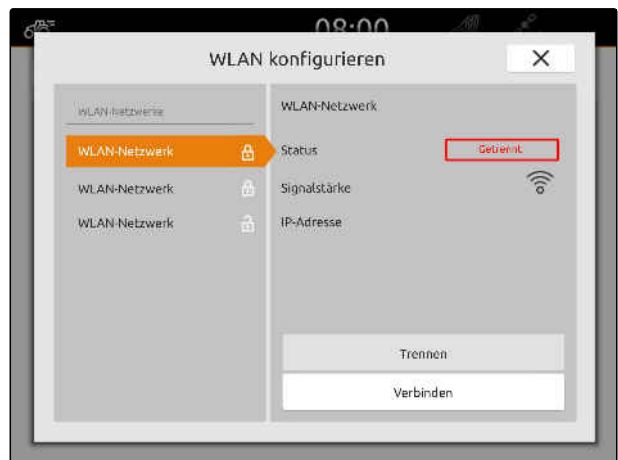 08:00
WLAN konfigurieren
WLAN-Netzwerke
WLAN-Netzwerk
WLAN-Netzwerk
WLAN-Netzwerk
WLAN-Netzwerk
Status
Getrennt
Signalstärke
IP-Adresse
Trennen
Verbinden